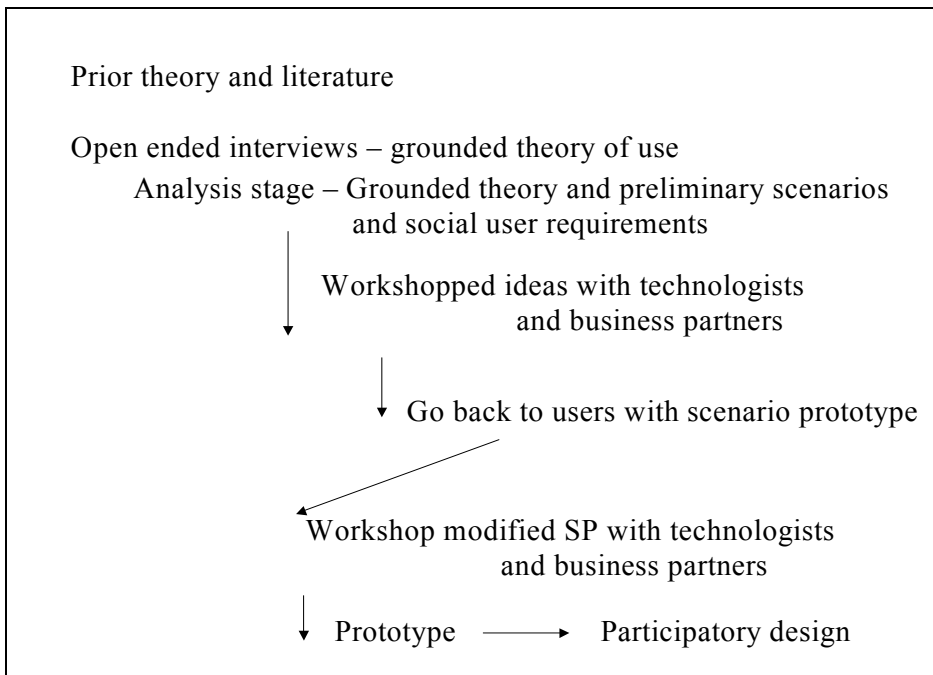 Prior theory and literature
Open ended interviews – grounded theory of use
Analysis stage – Grounded theory and preliminary scenarios
and social user requirements
Workshopped ideas with technologists
and business partners
Go back to users with scenario prototype
Workshop modified SP with technologists
and business partners
Prototype Participatory design